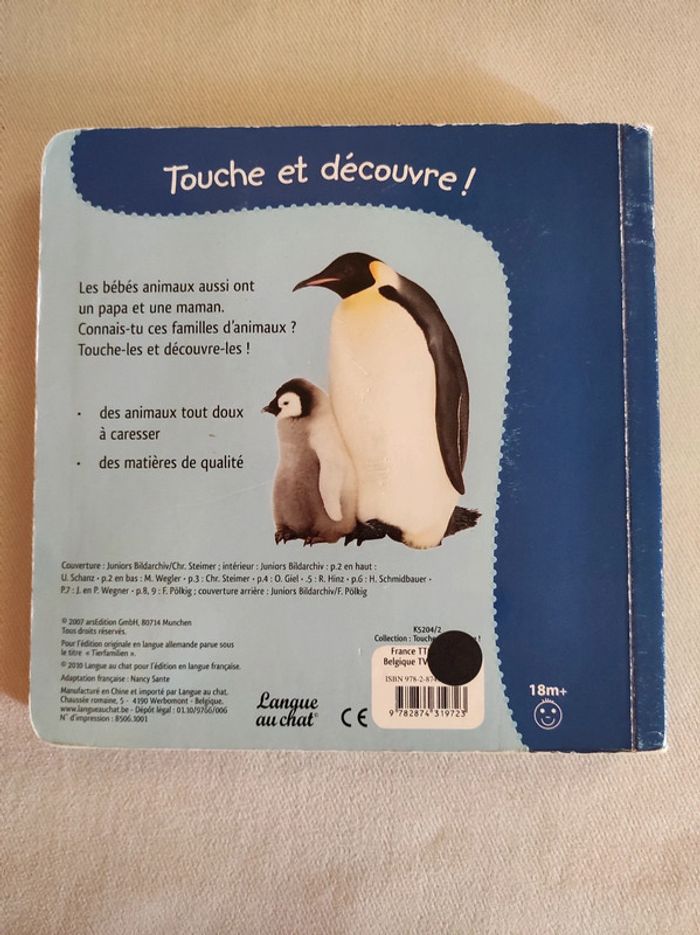 Touche et découvre !
Les bébés animaux aussi ont
un papa et une maman.
Connais-tu ces familles d'animaux ?
Touche-les et découvre-les !
· des animaux tout doux
à caresser
· des matières de qualité
Couverture : Juniors Bildarchiv/Chr. Steimer ; intérieur : Juniors Bildarchiv : p.2 en haut :
U. Schanz · p.2 en bas : M. Wegler · p.3 : Chr. Steimer · p.4 : O. Giel · .5 : R. Hinz · p.6 : H. Schmidbauer ·
P.7 : J. en P. Wegner · p.8, 9 : F. Pölkig ; couverture arrière : Juniors Bildarchiv/F. Pölkig
© 2007 arsEdition GmbH, 80714 Munchen
Tous droits réservés.
Pour l'édition originale en langue allemande parue sous
le titre « Tierfamilien ».
© 2010 Langue au chat pour l'édition en langue française.
Adaptation française : Nancy Sante
Manufacturé en Chine et importé par Langue au chat.
Chaussée romaine, 5 - 4190 Werbomont - Belgique.
www.langueauchat.be - Dépôt légal : 01.10/9766/006
N° d'impression : 8506.1001
Langue
au chat
CE
K5204/2
Collection :
France
Belgique
ISBN 978-2-87
9 782874 319723
18m+